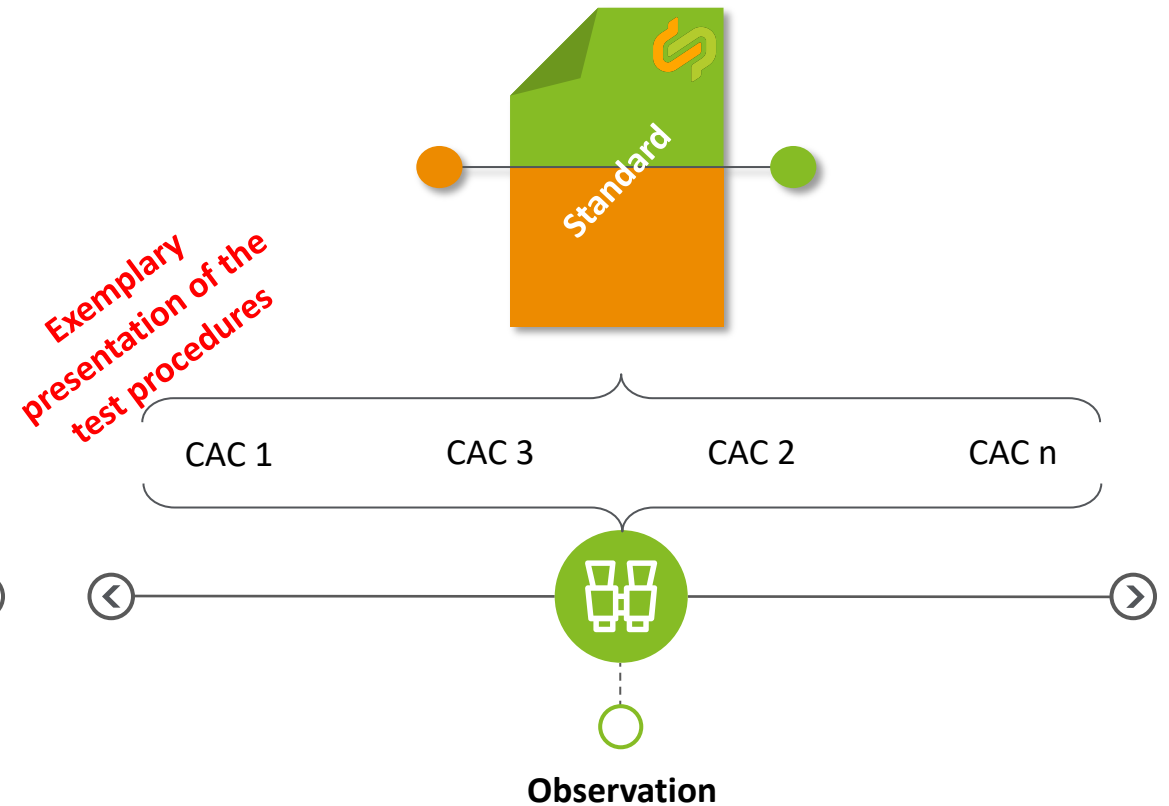 Standard
Exemplary
presentation of the
test procedures
CAC 1
CAC 3
CAC 2
CAC n
Observation